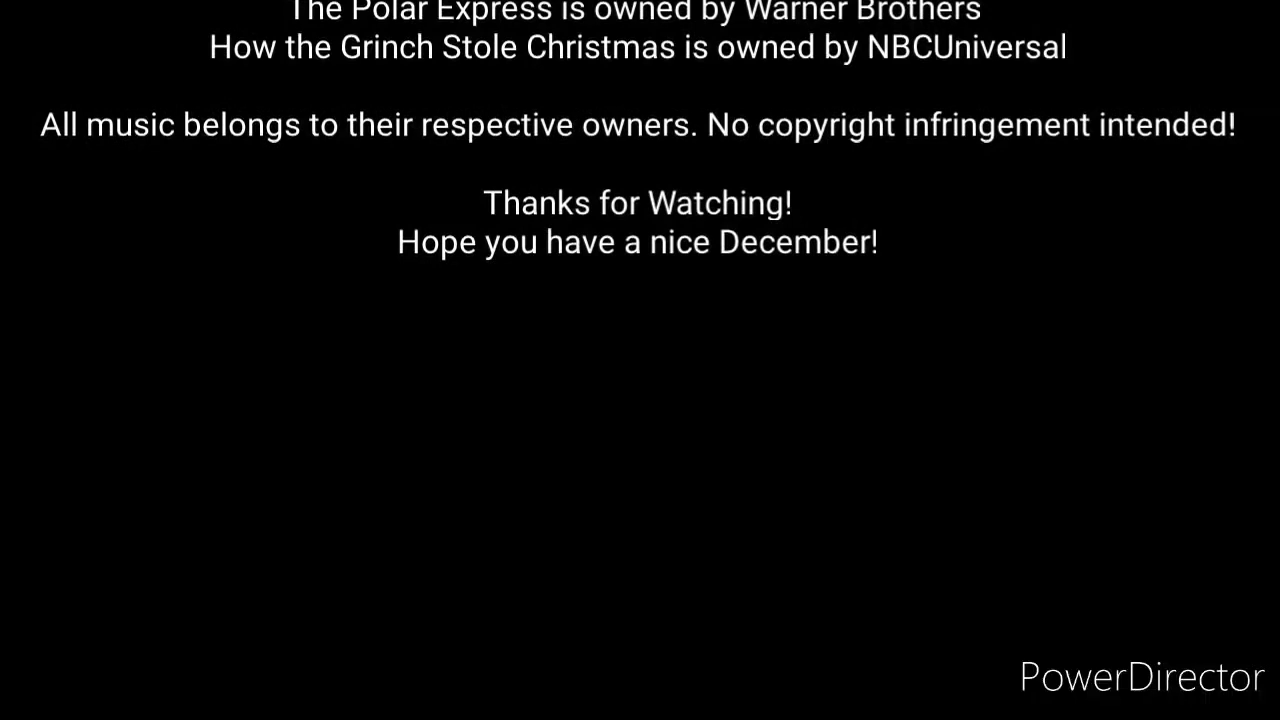 The Polar Express is owned by Warner Brothers
How the Grinch Stole Christmas is owned by NBCUniversal
All music belongs to their respective owners. No copyright infringement intended!
Thanks for Watching!
Hope you have a nice December!
PowerDirector